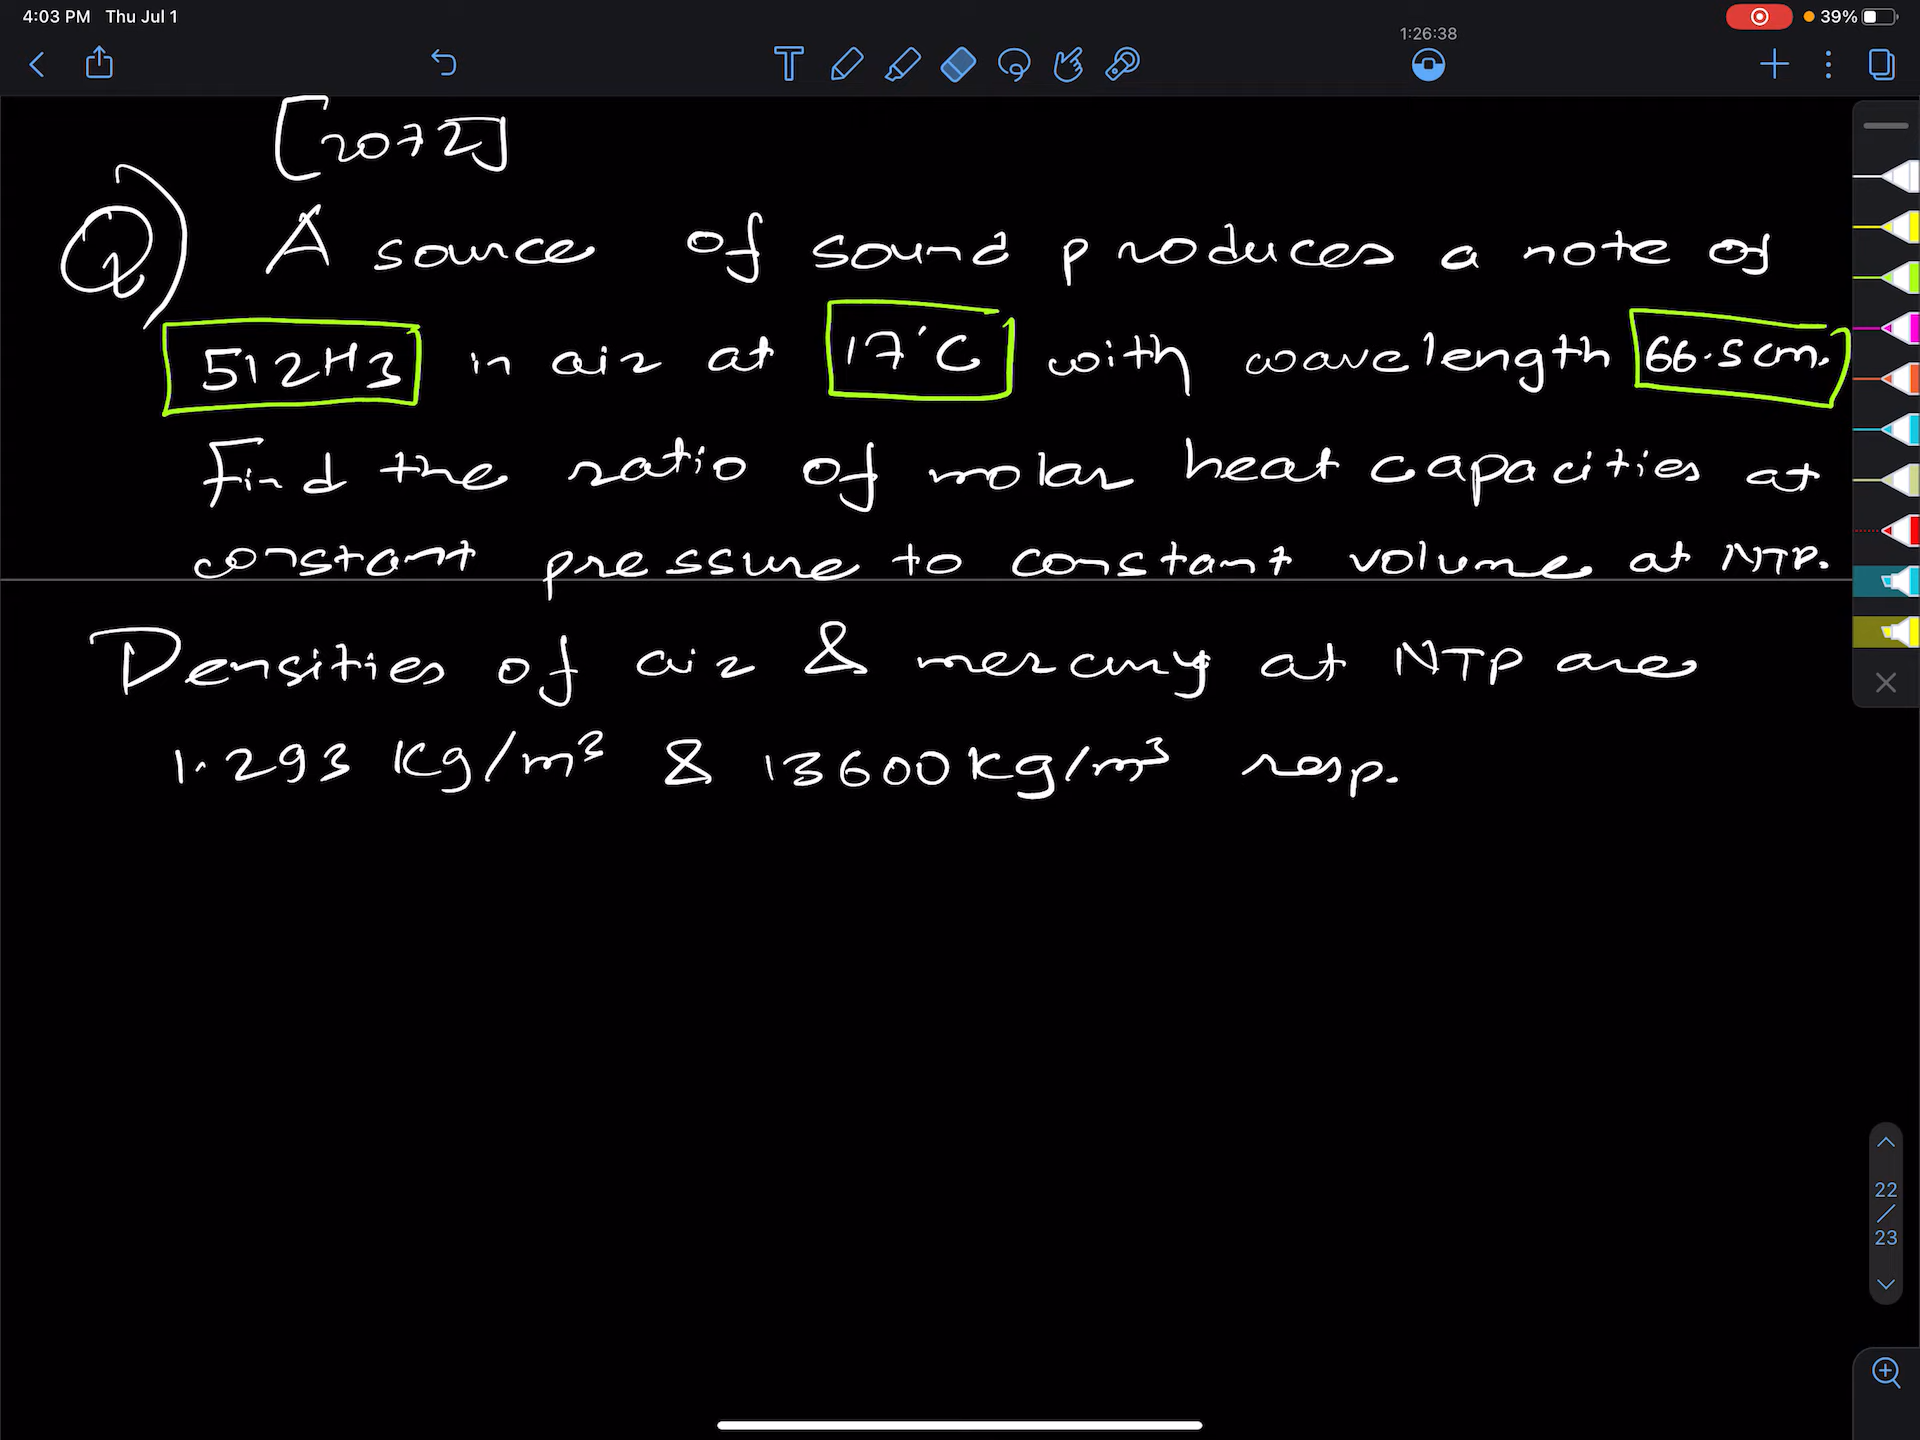 4:03 PM Thu Jul 1
39%
1:26:38
T
[2072]
Q) A source of sound produces a note of
512Hz in air at 17°C with wavelength 66.5cm.
Find the ratio of molar heat capacities at
constant pressure to constant volume at NTP.
Densities of air & mercury at NTP are
1.293 Kg/m³ & 13600kg/m³ resp.
22
/
23